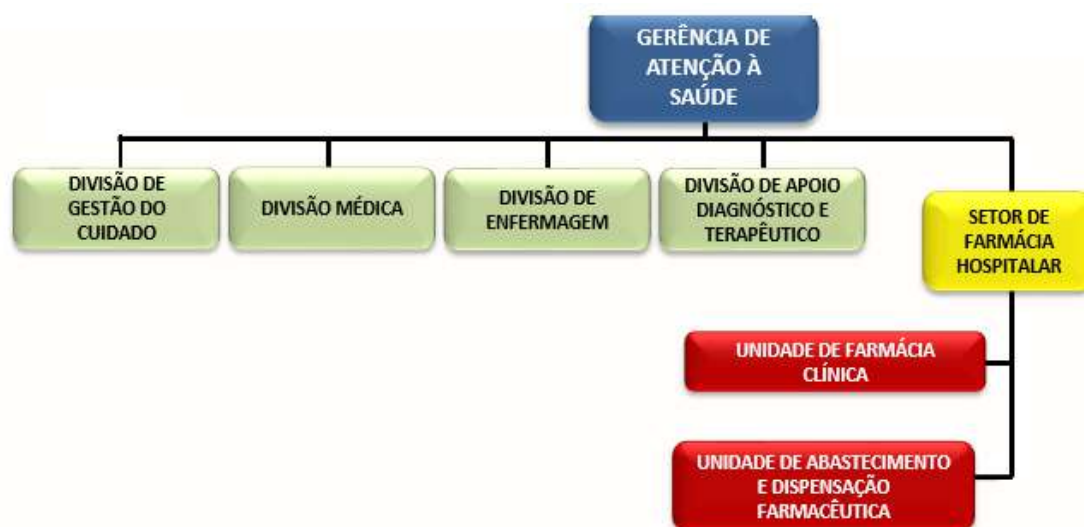 GERÊNCIA DE
ATENÇÃO À
SAÚDE
DIVISÃO DE
GESTÃO DO
CUIDADO
DIVISÃO MÉDICA
DIVISÃO DE
ENFERMAGEM
DIVISÃO DE APOIO
DIAGNÓSTICO E
TERAPÊUTICO
SETOR DE
FARMÁCIA
HOSPITALAR
UNIDADE DE FARMÁCIA
CLÍNICA
UNIDADE DE ABASTECIMENTO
E DISPENSAÇÃO
FARMACÊUTICA